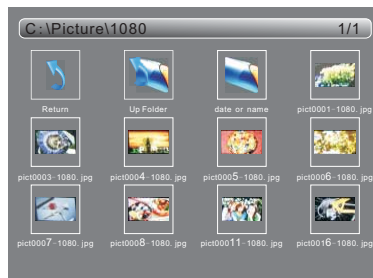 C:\Picture\1080 1/1
Return Up Folder date or name pict0001-1080. jpg
pict0003-1080. jpg pict0004-1080. jpg pict0005-1080. jpg pict0006-1080. jpg
pict0007-1080. jpg pict0008-1080. jpg pict00011-1080. jpg pict0016-1080. jpg